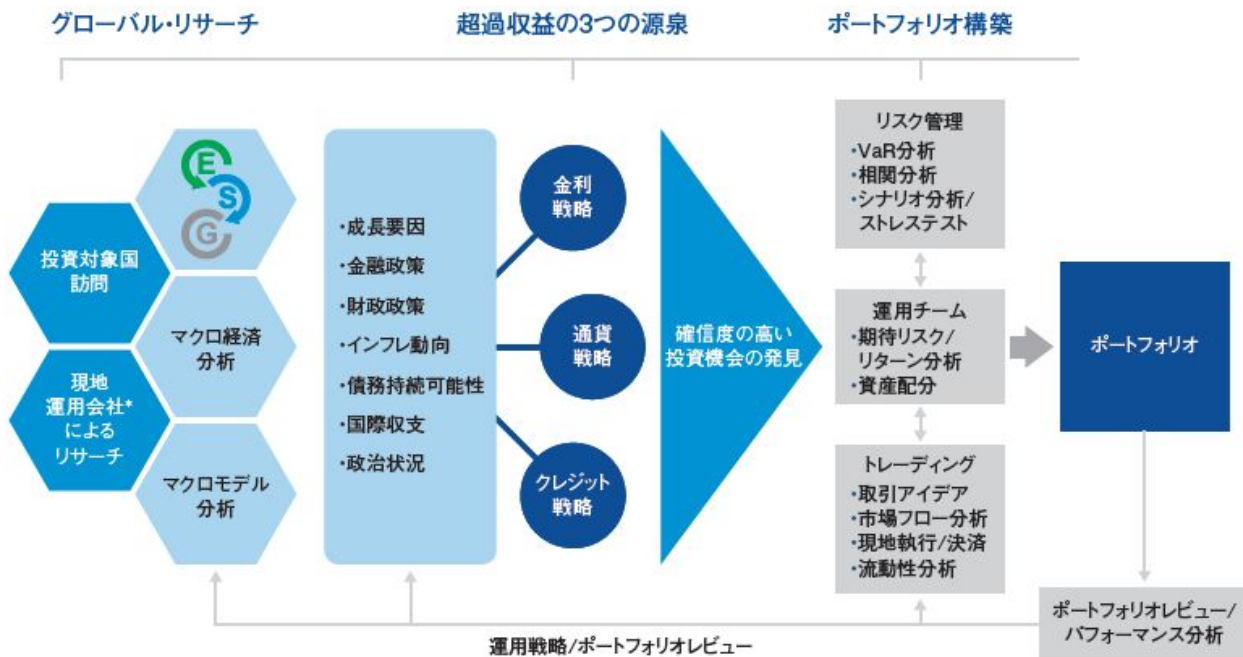 グローバル・リサーチ
超過収益の3つの源泉
ポートフォリオ構築
E
S
G
投資対象国
訪問
マクロ経済
分析
現地
運用会社*
による
リサーチ
マクロモデル
分析
・成長要因
・金融政策
・財政政策
・インフレ動向
・債務持続可能性
・国際収支
・政治状況
金利
戦略
通貨
戦略
クレジット
戦略
確信度の高い
投資機会の発見
リスク管理
・VaR分析
・相関分析
・シナリオ分析/
ストレステスト
運用チーム
・期待リスク/
リターン分析
・資産配分
トレーディング
・取引アイデア
・市場フロー分析
・現地執行/決済
・流動性分析
ポートフォリオ
ポートフォリオレビュー/
パフォーマンス分析
運用戦略/ポートフォリオレビュー